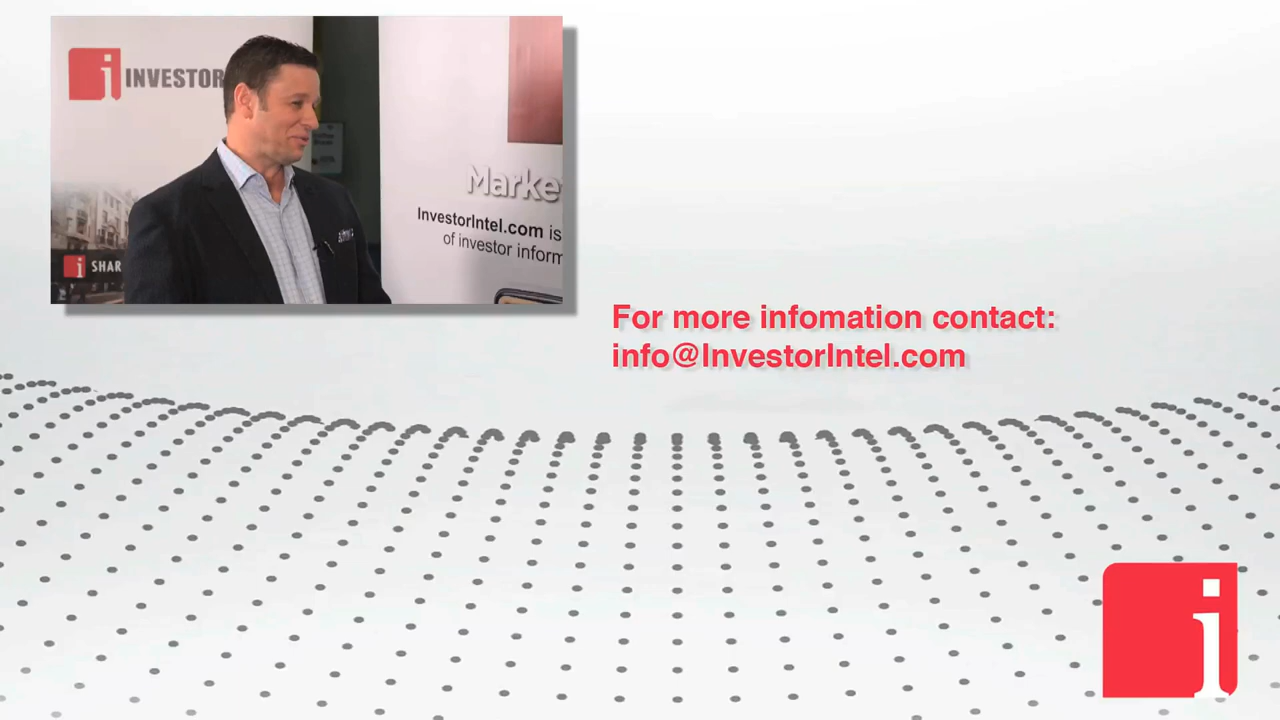 i INVESTOR
Marke
InvestorIntel.com is
of investor inform
i SHAR
For more infomation contact:
info@InvestorIntel.com
i